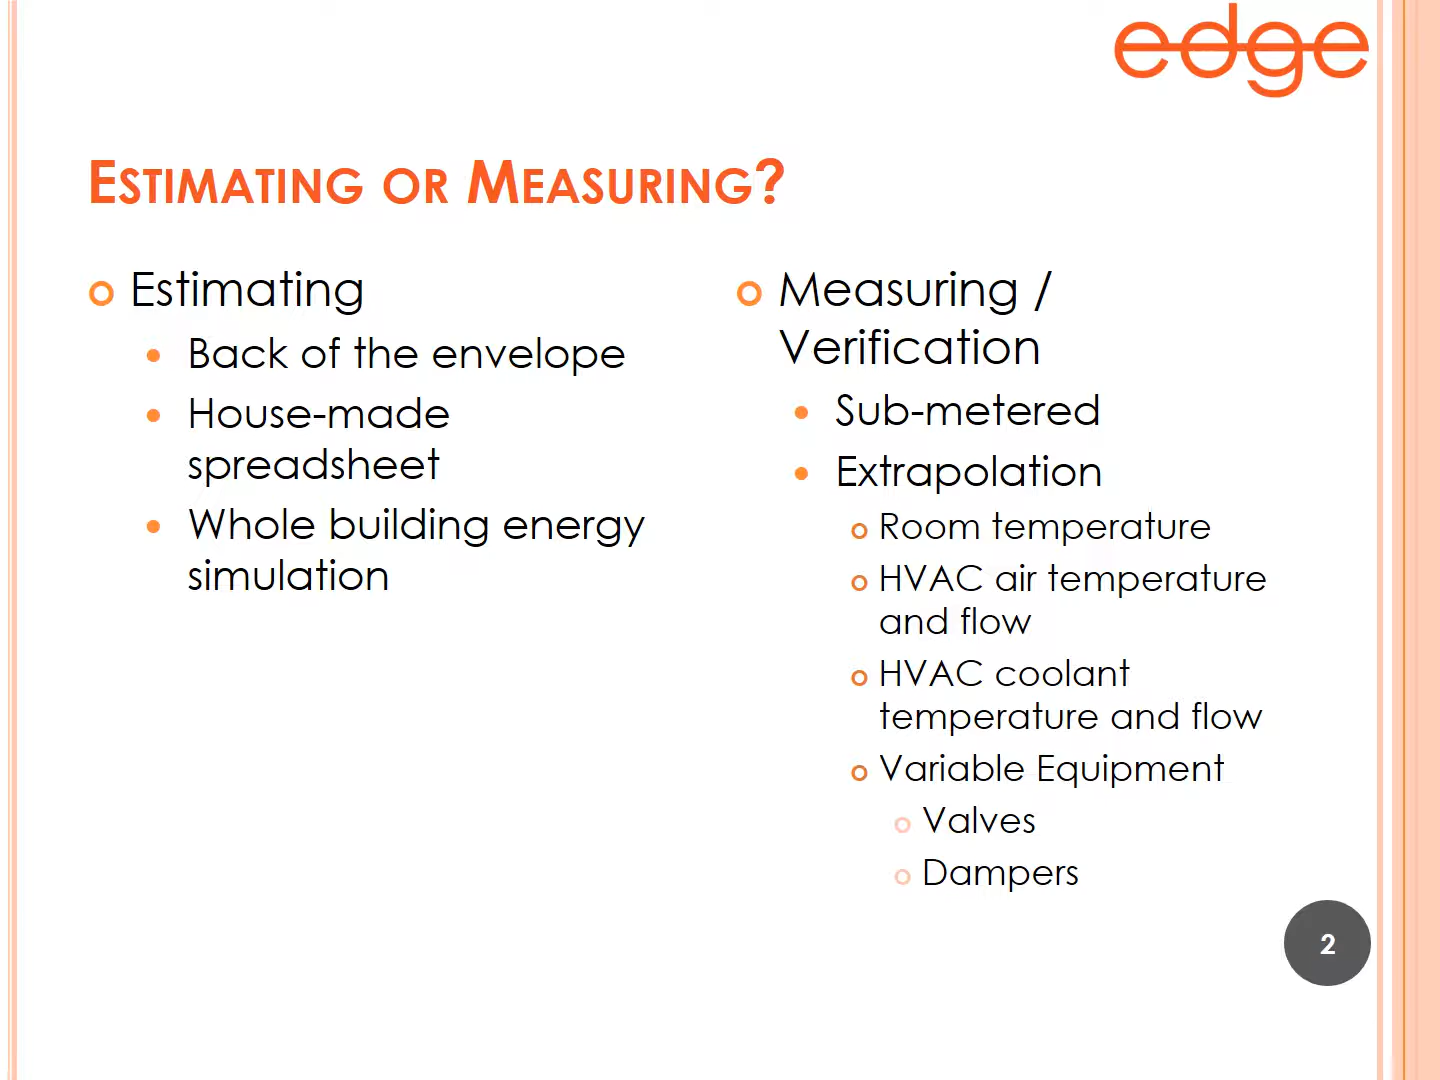 edge
ESTIMATING OR MEASURING?
Estimating
Back of the envelope
House-made
spreadsheet
Whole building energy
simulation
Measuring /
Verification
Sub-metered
Extrapolation
Room temperature
HVAC air temperature
and flow
HVAC coolant
temperature and flow
Variable Equipment
Valves
Dampers
2